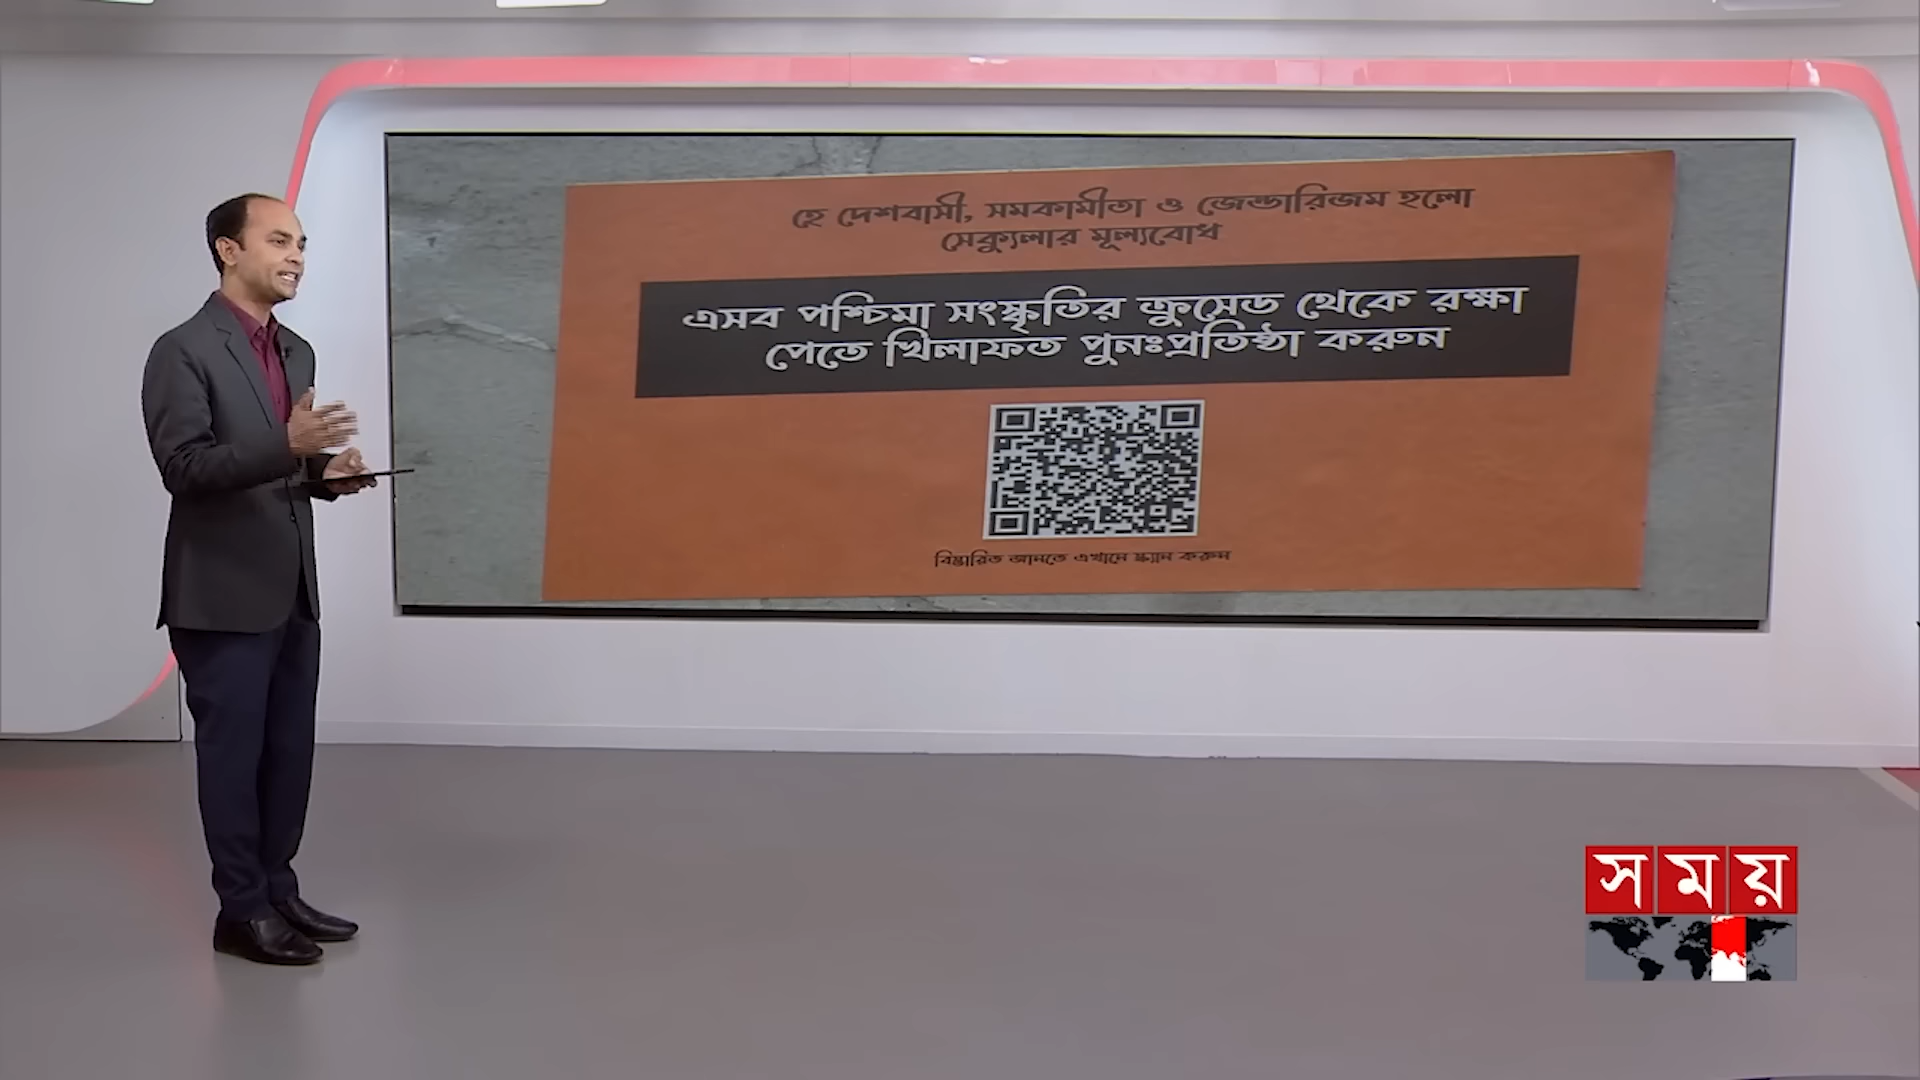 হে দেশবাসী, সমকামীতা ও জেন্ডারিজম হলো
সেক্যুলার মূল্যবোধ
এসব পশ্চিমা সংস্কৃতির ক্রুসেড থেকে রক্ষা
পেতে খিলাফত পুনঃপ্রতিষ্ঠা করুন
বিস্তারিত জানতে এখানে স্ক্যান করুন
সময়